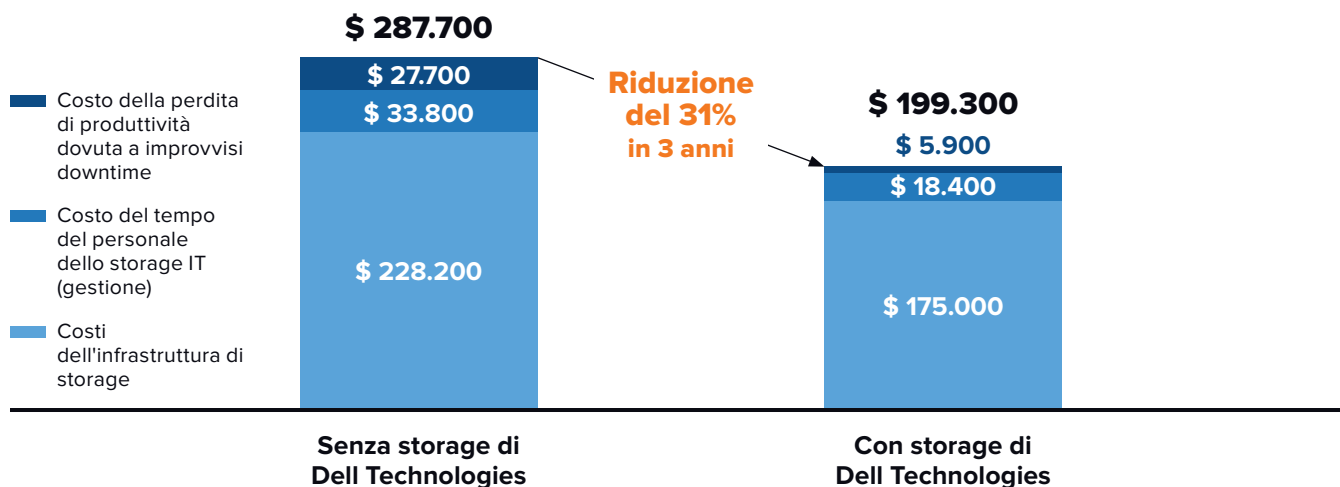 $ 287.700
$ 27.700
$ 33.800
$ 228.200
Costo della perdita
di produttività
dovuta a improvvisi
downtime
Costo del tempo
del personale
dello storage IT
(gestione)
Costi
dell'infrastruttura di
storage
Riduzione
del 31%
in 3 anni
$ 199.300
$ 5.900
$ 18.400
$ 175.000
Senza storage di
Dell Technologies
Con storage di
Dell Technologies